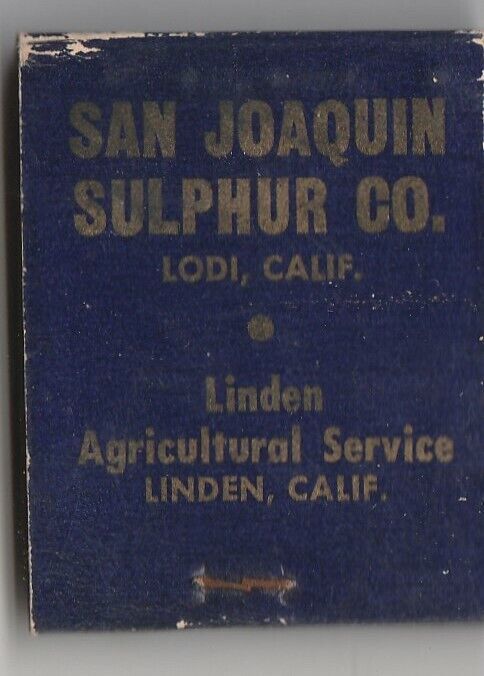 SAN JOAQUIN
SULPHUR CO.
LODI, CALIF.
Linden
Agricultural Service
LINDEN, CALIF.